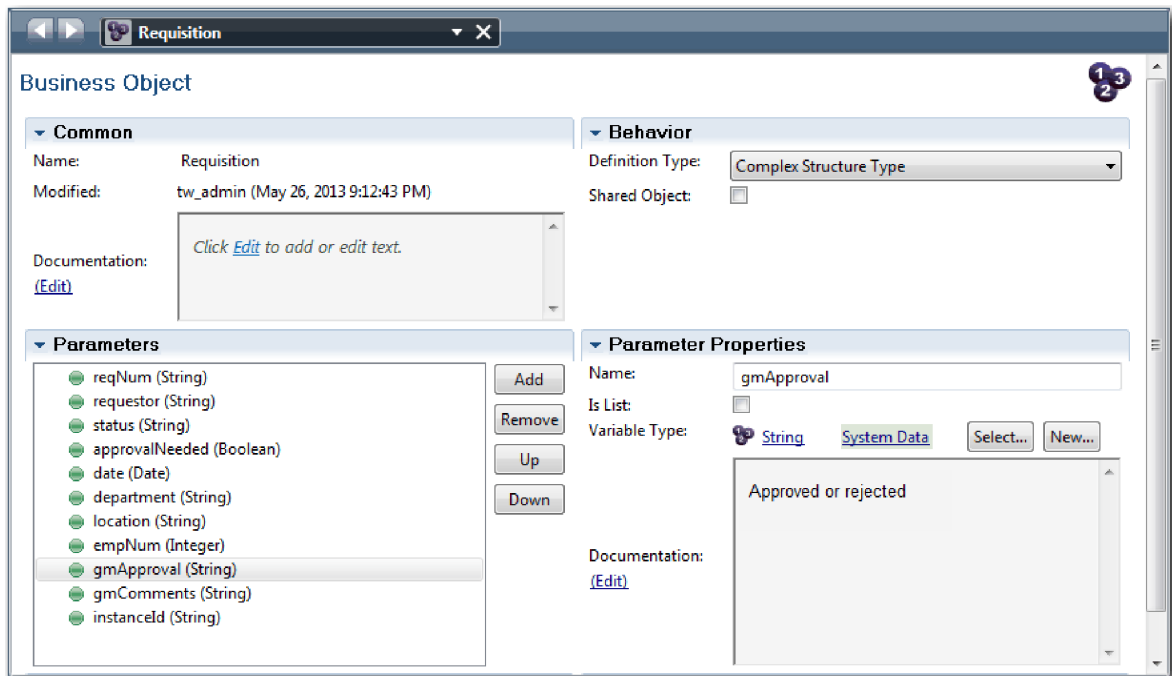 Requisition
Business Object
1 3
2
Common
Name: Requisition
Modified: tw_admin (May 26, 2013 9:12:43 PM)
Click Edit to add or edit text.
Documentation:
(Edit)
Behavior
Definition Type: Complex Structure Type
Shared Object:
Parameters
reqNum (String)
requestor (String)
status (String)
approvalNeeded (Boolean)
date (Date)
department (String)
location (String)
empNum (Integer)
gmApproval (String)
gmComments (String)
instanceId (String)
Add
Remove
Up
Down
Parameter Properties
Name: gmApproval
Is List:
Variable Type: String System Data Select... New...
Approved or rejected
Documentation:
(Edit)